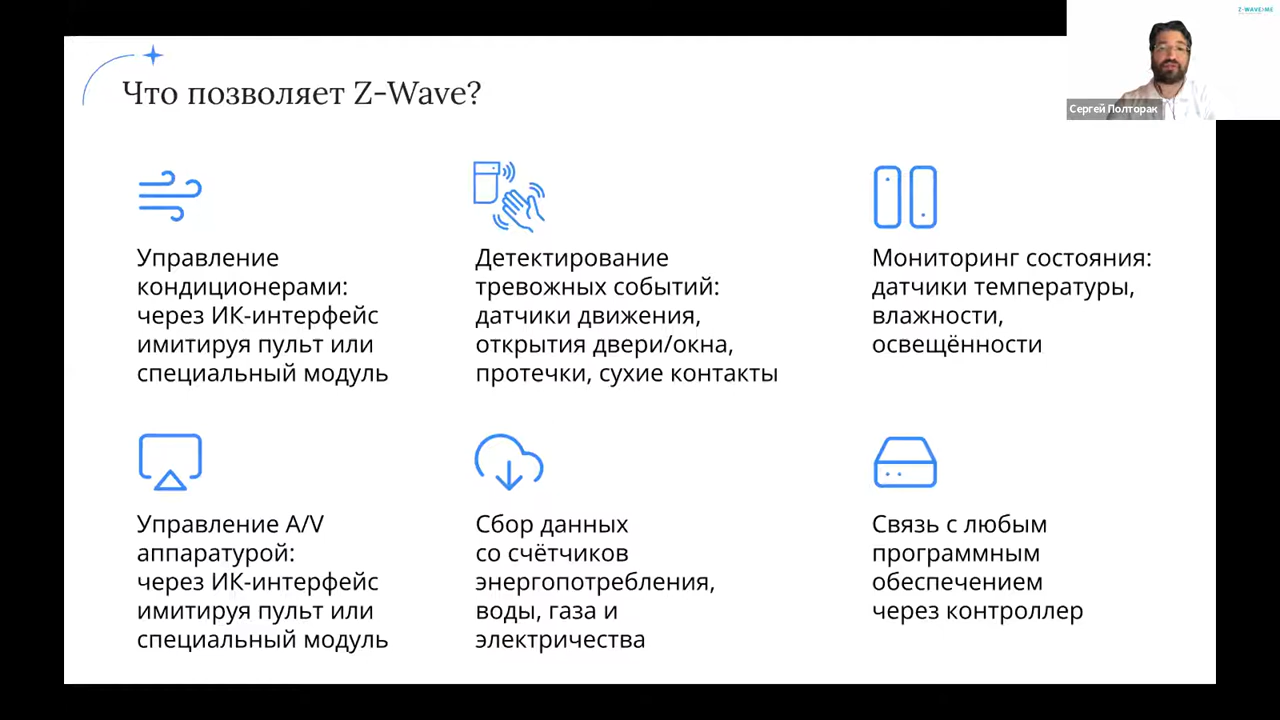 Z-WAVE>ME
Сергей Полторак
Что позволяет Z-Wave?
Управление
кондиционерами:
через ИК-интерфейс
имитируя пульт или
специальный модуль
Детектирование
тревожных событий:
датчики движения,
открытия двери/окна,
протечки, сухие контакты
Мониторинг состояния:
датчики температуры,
влажности,
освещённости
Управление A/V
аппаратурой:
через ИК-интерфейс
имитируя пульт или
специальный модуль
Сбор данных
со счётчиков
энергопотребления,
воды, газа и
электричества
Связь с любым
программным
обеспечением
через контроллер